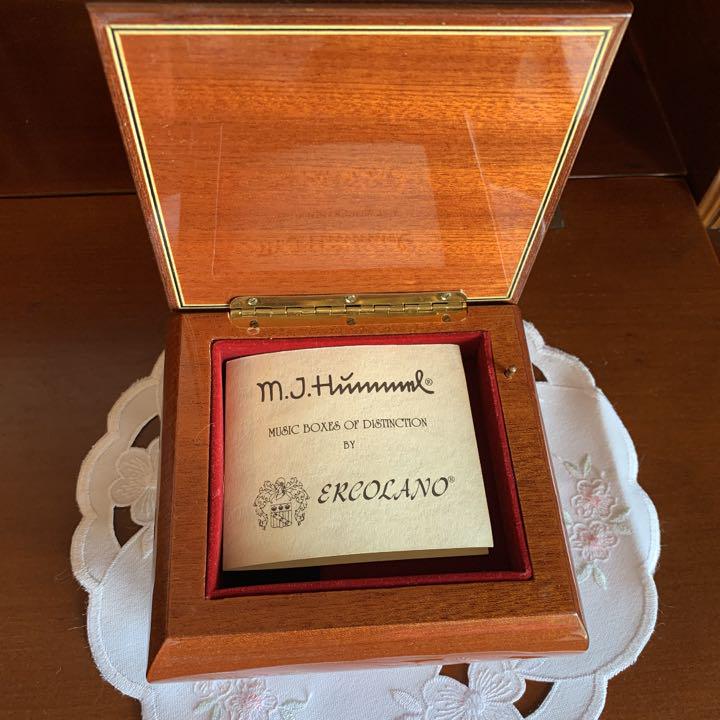 M.J.Hummel®
MUSIC BOXES OF DISTINCTION
BY
ERCOLANO®